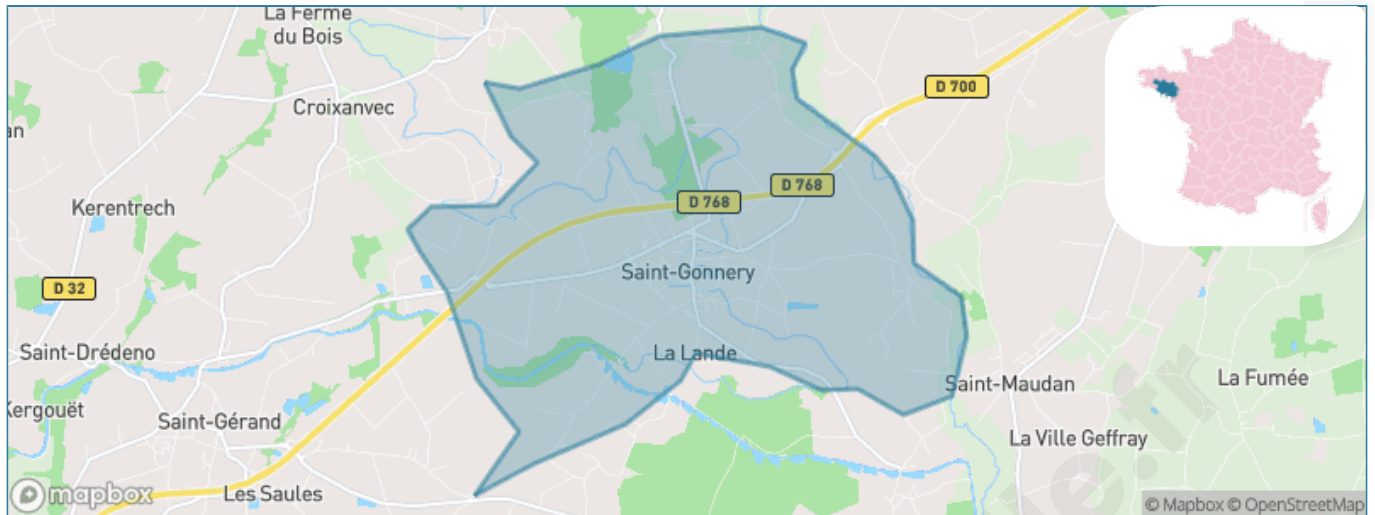 La Ferme
du Bois
D 700
Croixanvec
an
D 768
Kerentrech
D 768
Saint-Gonnery
D 32
Saint-Drédeno
La Lande
Saint-Maudan
La Fumée
Kergouët
Saint-Gérand
La Ville Geffray
Les Saules
mapbox
© Mapbox © OpenStreetMap